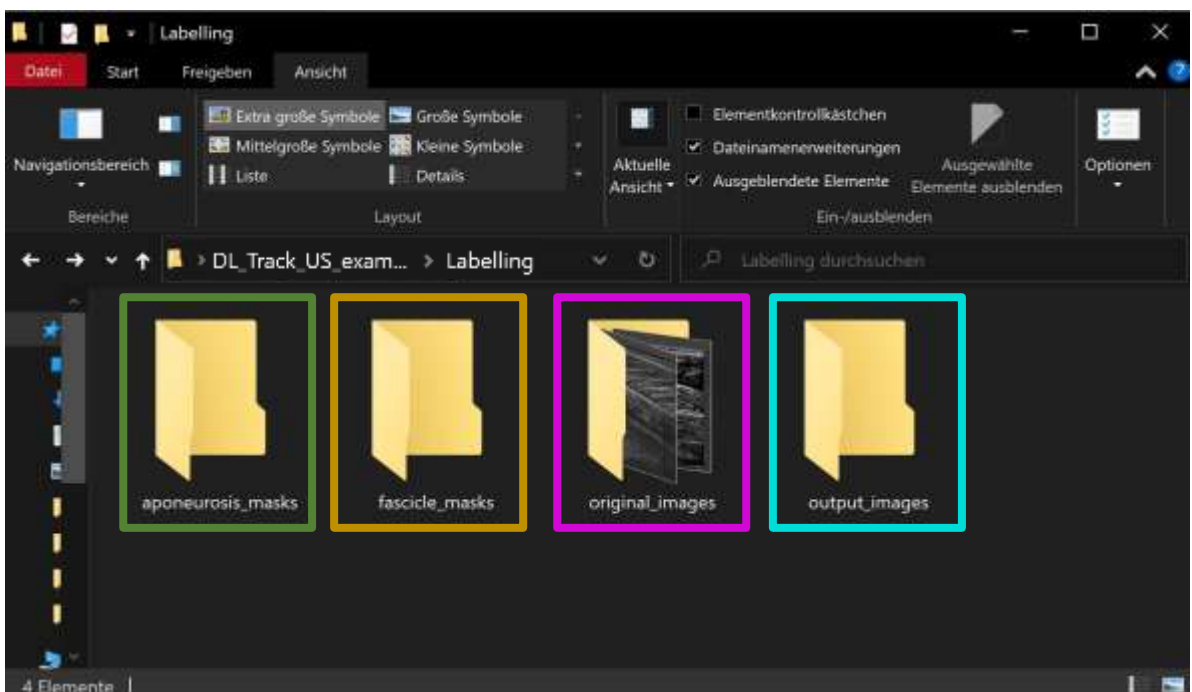 Labelling
Datei Start Freigeben Ansicht
Extra große Symbole Große Symbole
Mittelgroße Symbole Kleine Symbole
Liste Details
Navigationsbereich
Aktuelle Ansicht
Elementkontrollkästchen
Dateinamenerweiterungen
Ausgeblendete Elemente
Ausgewählte
Elemente ausblenden
Optionen
Bereiche Layout Ein-/ausblenden
DL_Track_US_exam... > Labelling
Labelling durchsuchen
aponeurosis_masks fascicle_masks original_images output_images
4 Elemente